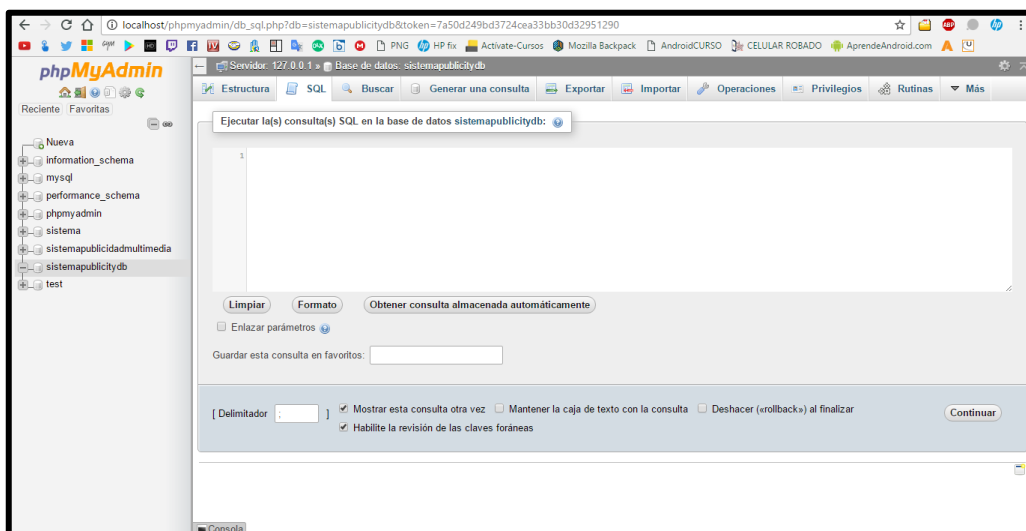 localhost/phpmyadmin/db_sql.php?db=sistemapublicitydb&token=7a50d249bd3724cea33bb30d32951290
PNG HP fix Actívate-Cursos Mozilla Backpack AndroidCURSO CELULAR ROBADO AprendeAndroid.com
phpMyAdmin
Reciente Favoritas
Nueva
information_schema
mysql
performance_schema
phpmyadmin
sistema
sistemapublicidadmultimedia
sistemapublicitydb
test
Servidor: 127.0.0.1 » Base de datos: sistemapublicitydb
Estructura SQL Buscar Generar una consulta Exportar Importar Operaciones Privilegios Rutinas Más
Ejecutar la(s) consulta(s) SQL en la base de datos sistemapublicitydb:
1
Limpiar Formato Obtener consulta almacenada automáticamente
Enlazar parámetros
Guardar esta consulta en favoritos:
[ Delimitador ; ] Mostrar esta consulta otra vez Mantener la caja de texto con la consulta Deshacer («rollback») al finalizar Continuar
Habilite la revisión de las claves foráneas
Consola